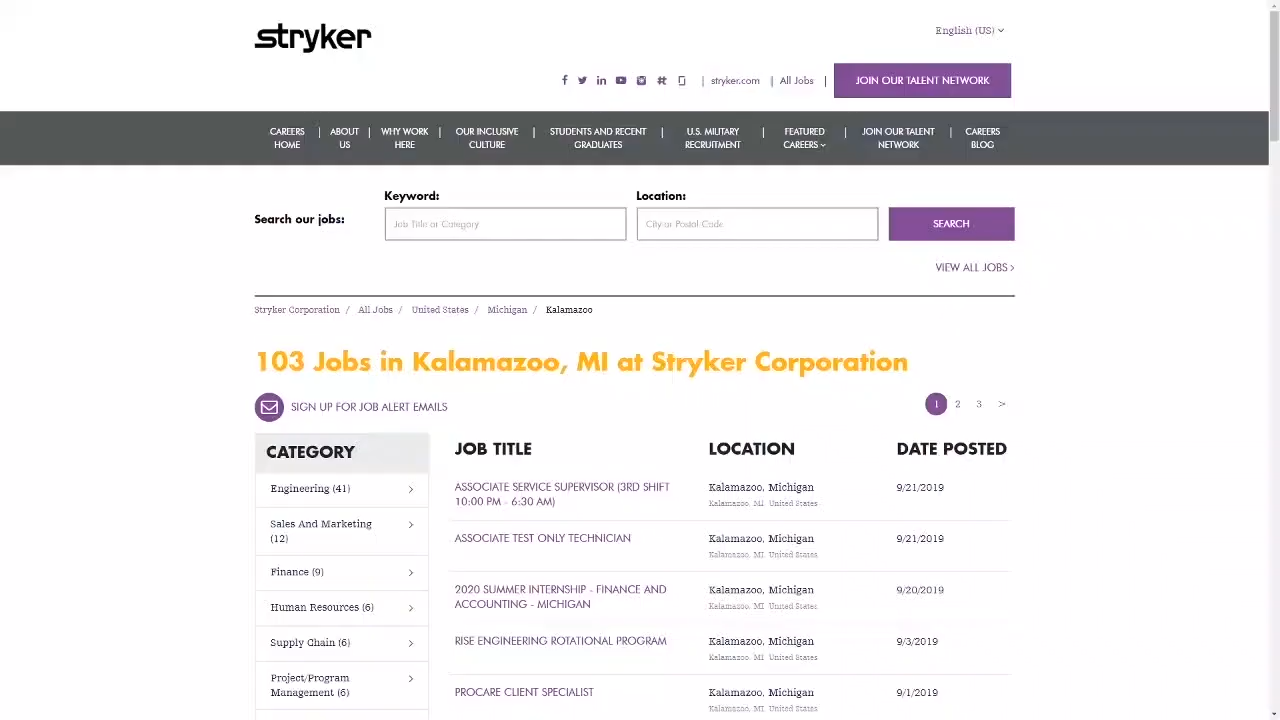 stryker
English (US)
stryker.com | All Jobs | JOIN OUR TALENT NETWORK
CAREERS HOME | ABOUT US | WHY WORK HERE | OUR INCLUSIVE CULTURE | STUDENTS AND RECENT GRADUATES | U.S. MILITARY RECRUITMENT | FEATURED CAREERS | JOIN OUR TALENT NETWORK | CAREERS BLOG
Keyword: Location:
Search our jobs: Job Title or Category City or Postal Code SEARCH
VIEW ALL JOBS >
Stryker Corporation / All Jobs / United States / Michigan / Kalamazoo
103 Jobs in Kalamazoo, MI at Stryker Corporation
SIGN UP FOR JOB ALERT EMAILS
1 2 3 >
CATEGORY
Engineering (41)
Sales And Marketing
(12)
Finance (9)
Human Resources (6)
Supply Chain (6)
Project/Program
Management (6)
JOB TITLE LOCATION DATE POSTED
ASSOCIATE SERVICE SUPERVISOR (3RD SHIFT Kalamazoo, Michigan 9/21/2019
10:00 PM - 6:30 AM) Kalamazoo, MI United States
ASSOCIATE TEST ONLY TECHNICIAN Kalamazoo, Michigan 9/21/2019
Kalamazoo, MI United States
2020 SUMMER INTERNSHIP - FINANCE AND Kalamazoo, Michigan 9/20/2019
ACCOUNTING - MICHIGAN Kalamazoo, MI United States
RISE ENGINEERING ROTATIONAL PROGRAM Kalamazoo, Michigan 9/3/2019
Kalamazoo, MI United States
PROCARE CLIENT SPECIALIST Kalamazoo, Michigan 9/1/2019
Kalamazoo, MI United States